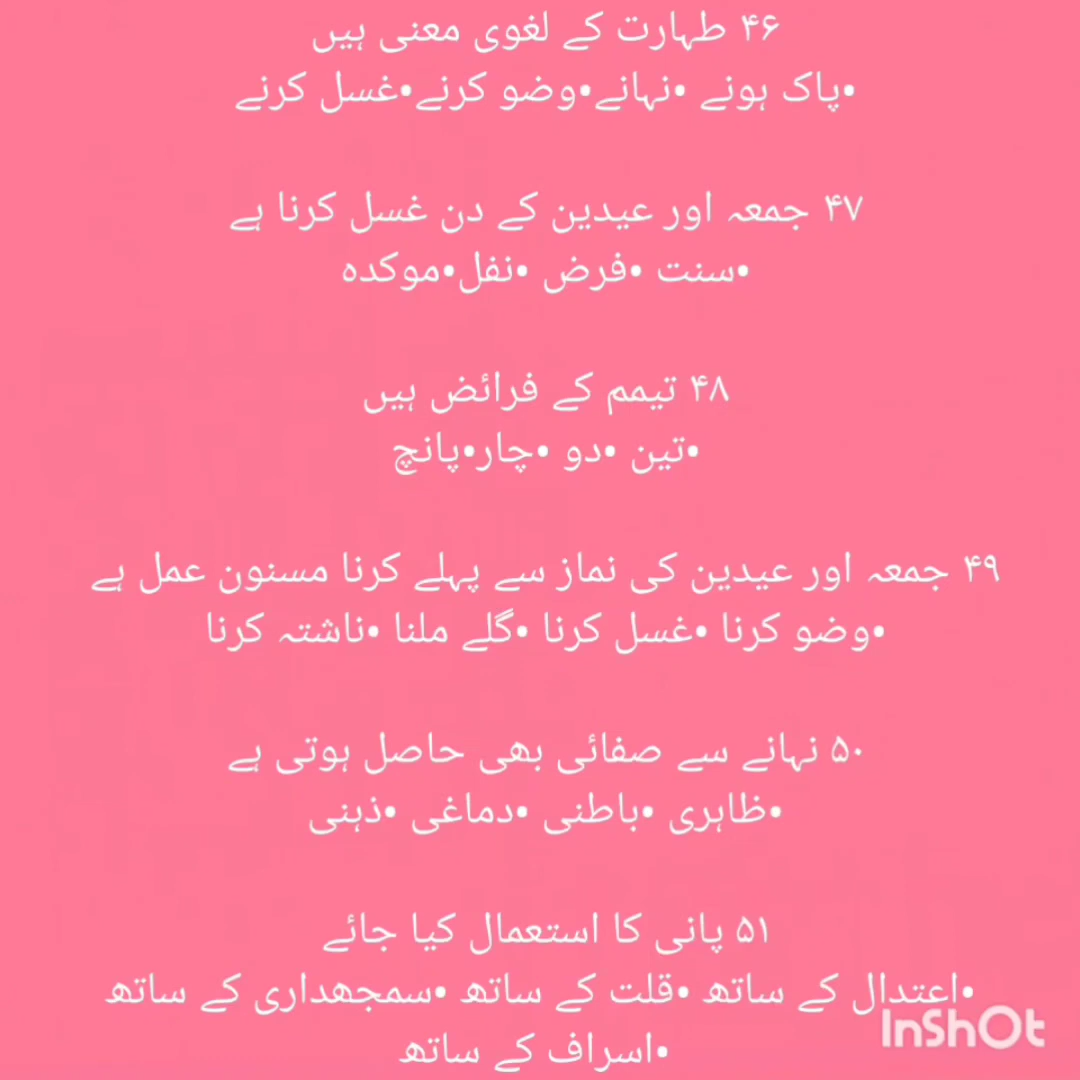 ۴۶ طہارت کے لغوی معنی ہیں
•پاک ہونے •نہانے•وضو کرنے•غسل کرنے
۴۷ جمعہ اور عیدین کے دن غسل کرنا ہے
•سنت •فرض •نفل•موکدہ
۴۸ تیمم کے فرائض ہیں
•تین •دو •چار•پانچ
۴۹ جمعہ اور عیدین کی نماز سے پہلے کرنا مسنون عمل ہے
•وضو کرنا •غسل کرنا •گلے ملنا •ناشتہ کرنا
۵۰ نہانے سے صفائی بھی حاصل ہوتی ہے
•ظاہری •باطنی •دماغی •ذہنی
۵۱ پانی کا استعمال کیا جائے
•اعتدال کے ساتھ •قلت کے ساتھ •سمجھداری کے ساتھ
•اسراف کے ساتھ
InShOt